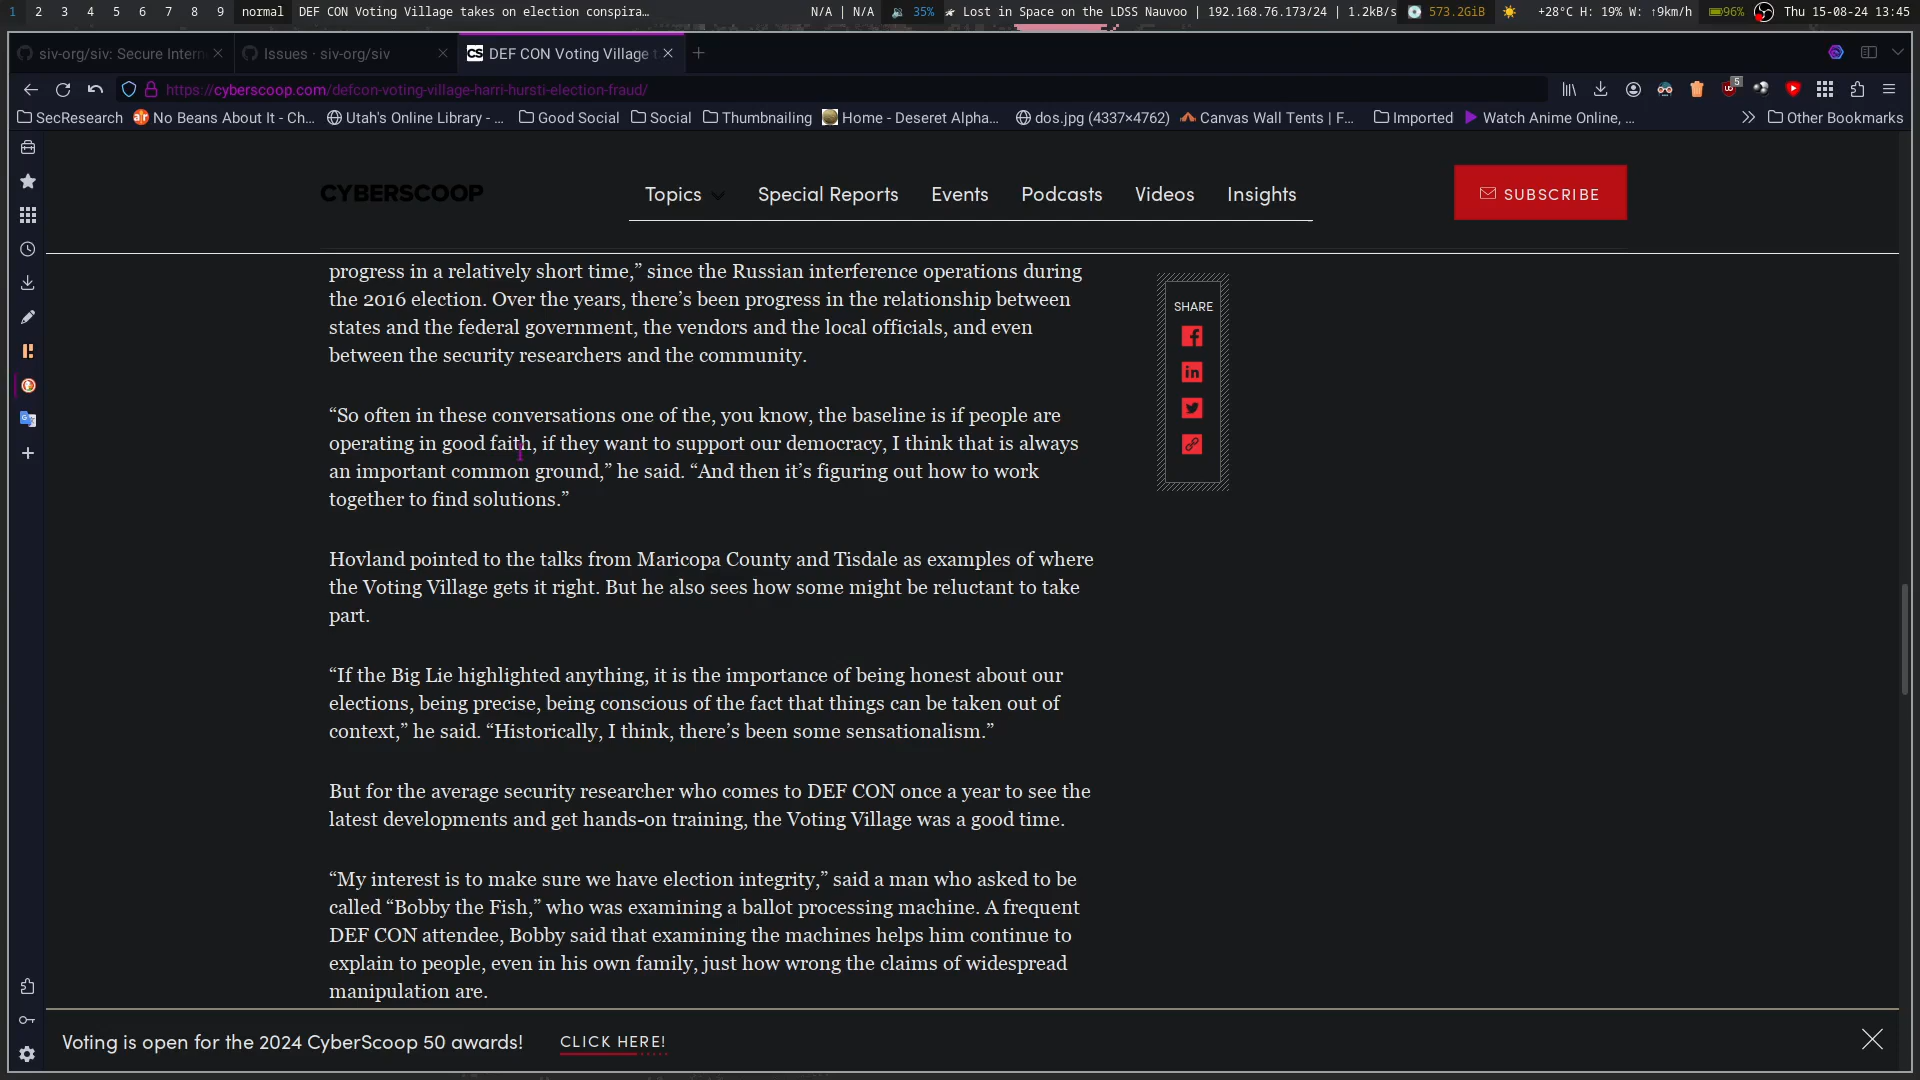 1 2 3 4 5 6 7 8 9 normal DEF CON Voting Village takes on election conspira… N/A | N/A 35% Lost in Space on the LDSS Nauvoo | 192.168.76.173/24 | 1.2kB/s 573.2GiB +28°C H: 19% W: ↑9km/h 96% Thu 15-08-24 13:45
siv-org/siv: Secure Intern Issues · siv-org/siv CS DEF CON Voting Village t
https://cyberscoop.com/defcon-voting-village-harri-hursti-election-fraud/ 5
SecResearch No Beans About It - Ch... Utah's Online Library - ... Good Social Social Thumbnailing Home - Deseret Alpha... dos.jpg (4337×4762) Canvas Wall Tents | F... Imported Watch Anime Online, ... Other Bookmarks
CYBERSCOOP Topics Special Reports Events Podcasts Videos Insights SUBSCRIBE
progress in a relatively short time,” since the Russian interference operations during
the 2016 election. Over the years, there’s been progress in the relationship between
states and the federal government, the vendors and the local officials, and even
between the security researchers and the community.
SHARE
“So often in these conversations one of the, you know, the baseline is if people are
operating in good faith, if they want to support our democracy, I think that is always
an important common ground,” he said. “And then it’s figuring out how to work
together to find solutions.”
Hovland pointed to the talks from Maricopa County and Tisdale as examples of where
the Voting Village gets it right. But he also sees how some might be reluctant to take
part.
“If the Big Lie highlighted anything, it is the importance of being honest about our
elections, being precise, being conscious of the fact that things can be taken out of
context,” he said. “Historically, I think, there’s been some sensationalism.”
But for the average security researcher who comes to DEF CON once a year to see the
latest developments and get hands-on training, the Voting Village was a good time.
“My interest is to make sure we have election integrity,” said a man who asked to be
called “Bobby the Fish,” who was examining a ballot processing machine. A frequent
DEF CON attendee, Bobby said that examining the machines helps him continue to
explain to people, even in his own family, just how wrong the claims of widespread
manipulation are.
Voting is open for the 2024 CyberScoop 50 awards! CLICK HERE!